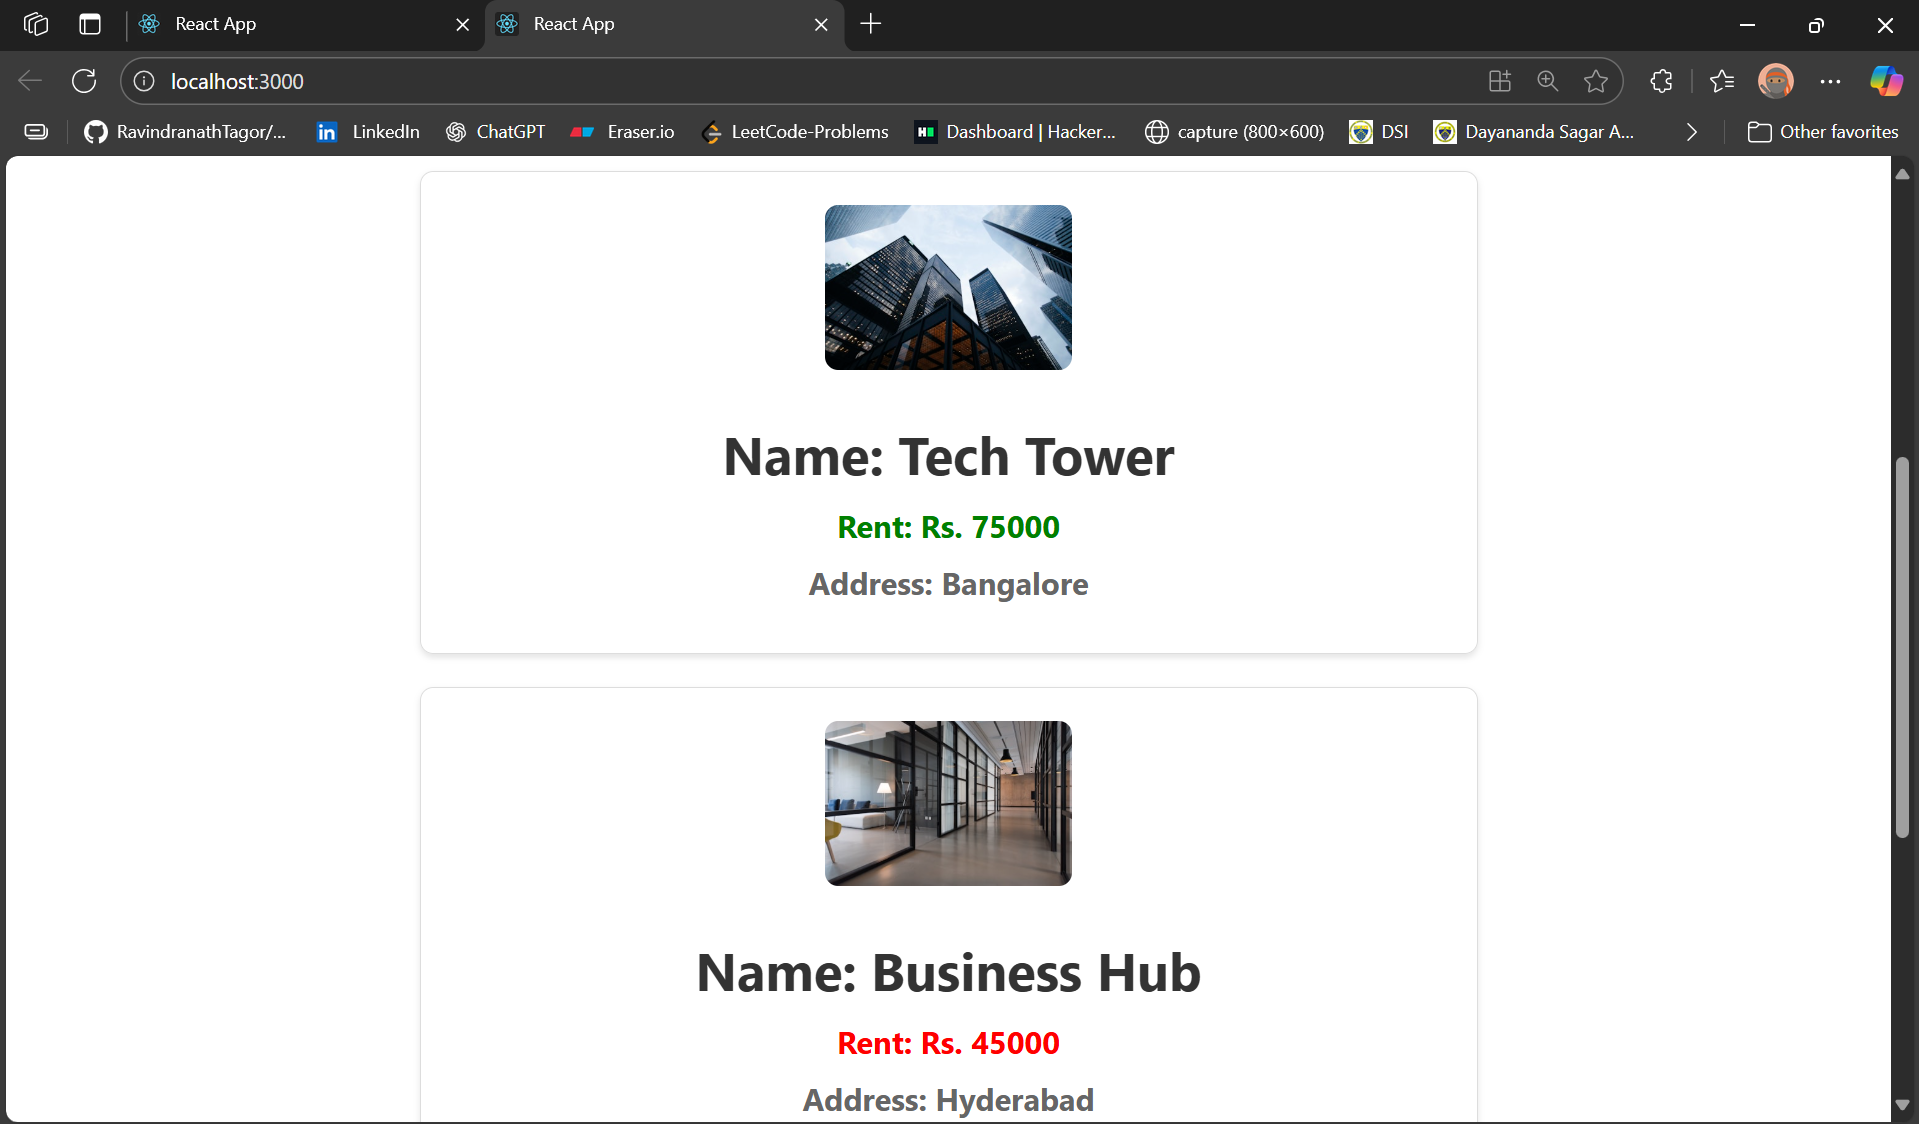 React App
React App
localhost:3000
RavindranathTagor/...
LinkedIn
ChatGPT
Eraser.io
LeetCode-Problems
Dashboard | Hacker...
capture (800×600)
DSI
Dayananda Sagar A...
Other favorites
Name: Tech Tower
Rent: Rs. 75000
Address: Bangalore
Name: Business Hub
Rent: Rs. 45000
Address: Hyderabad